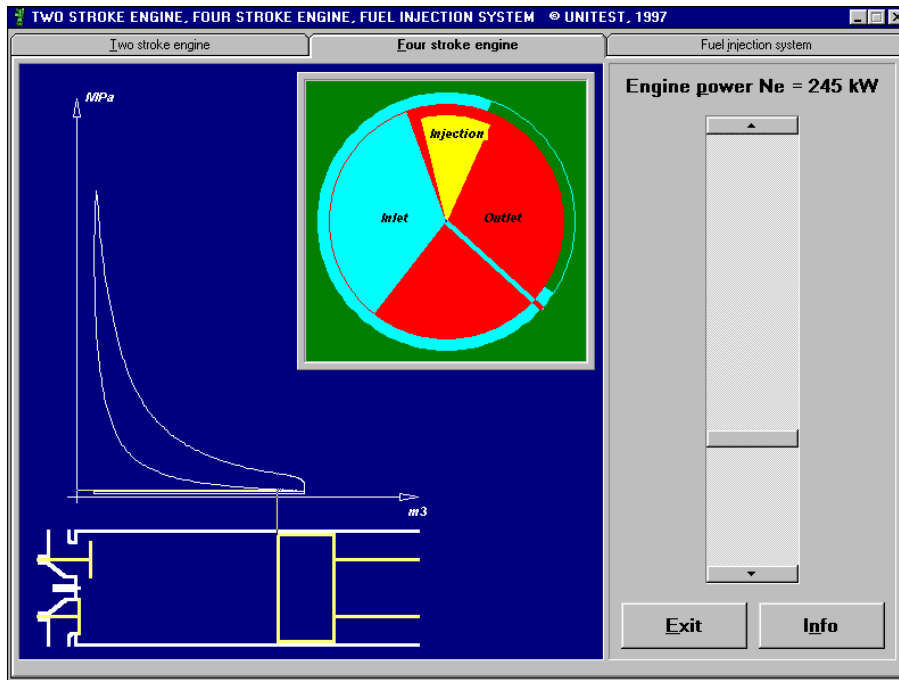 TWO STROKE ENGINE, FOUR STROKE ENGINE, FUEL INJECTION SYSTEM © UNITEST, 1997
Two stroke engine
Four stroke engine
Fuel injection system
MPa
Injection
Inlet
Outlet
m3
Engine power Ne = 245 kW
Exit
Info